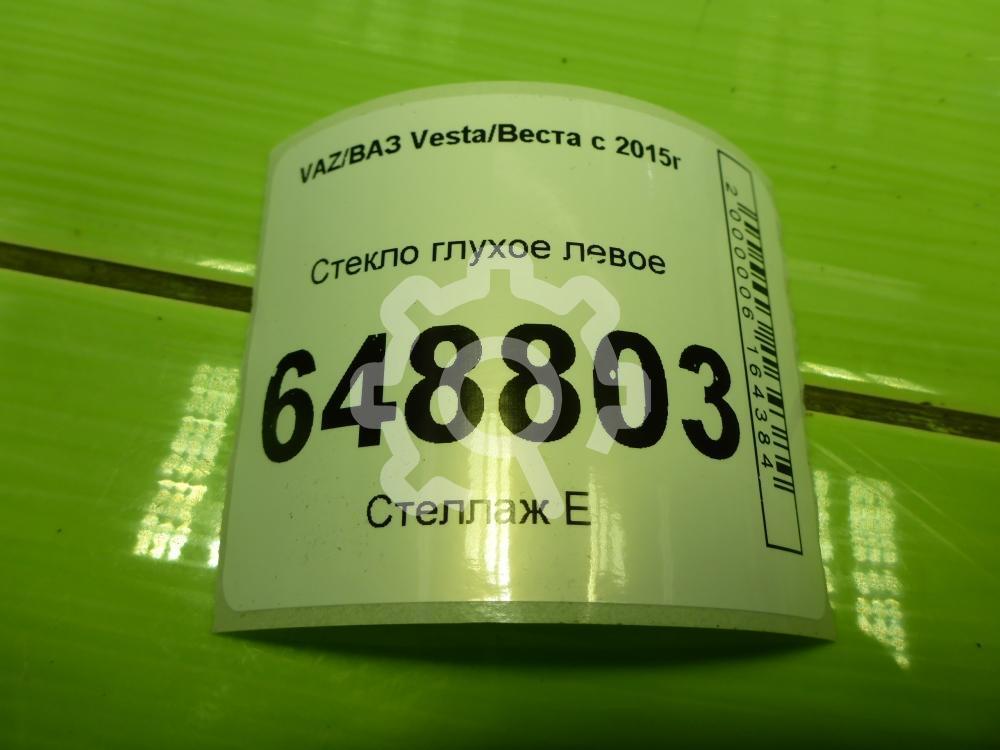 VAZ/ВАЗ Vesta/Веста с 2015г
Стекло глухое левое
648803
Стеллаж Е
2000006164384